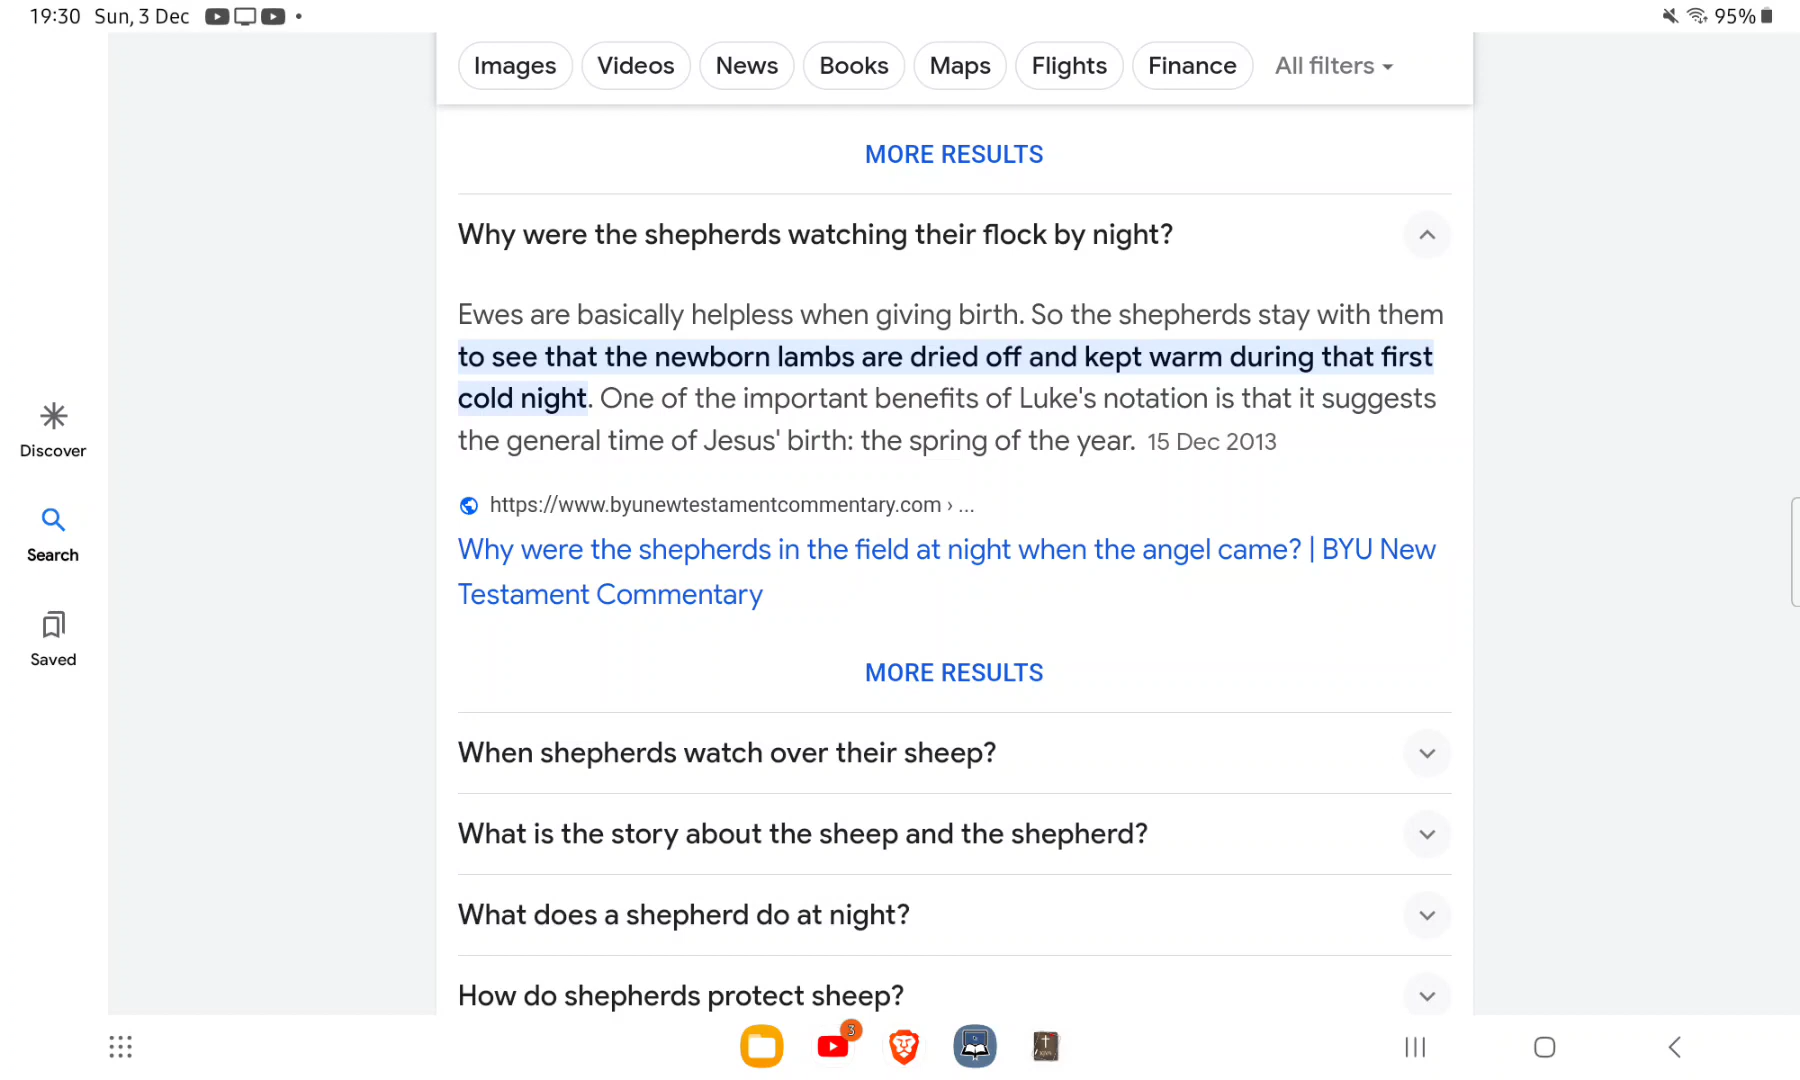 19:30 Sun, 3 Dec
95%
Images Videos News Books Maps Flights Finance All filters
MORE RESULTS
Why were the shepherds watching their flock by night?
Ewes are basically helpless when giving birth. So the shepherds stay with them
to see that the newborn lambs are dried off and kept warm during that first
cold night. One of the important benefits of Luke's notation is that it suggests
the general time of Jesus' birth: the spring of the year. 15 Dec 2013
https://www.byunewtestamentcommentary.com › ...
Why were the shepherds in the field at night when the angel came? | BYU New
Testament Commentary
MORE RESULTS
When shepherds watch over their sheep?
What is the story about the sheep and the shepherd?
What does a shepherd do at night?
How do shepherds protect sheep?
Discover
Search
Saved
3